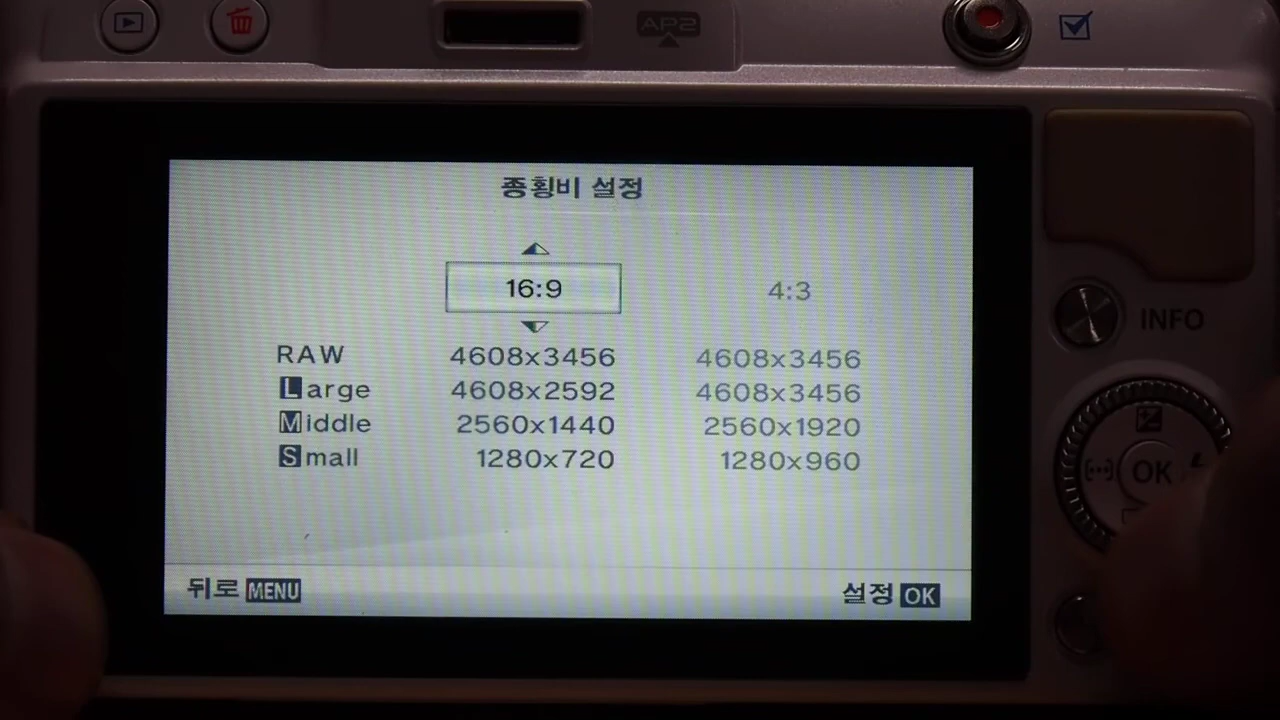 AP2
종횡비 설정
16:9 4:3
INFO
RAW 4608x3456 4608x3456
Large 4608x2592 4608x3456
Middle 2560x1440 2560x1920
Small 1280x720 1280x960
OK
뒤로 MENU 설정 OK